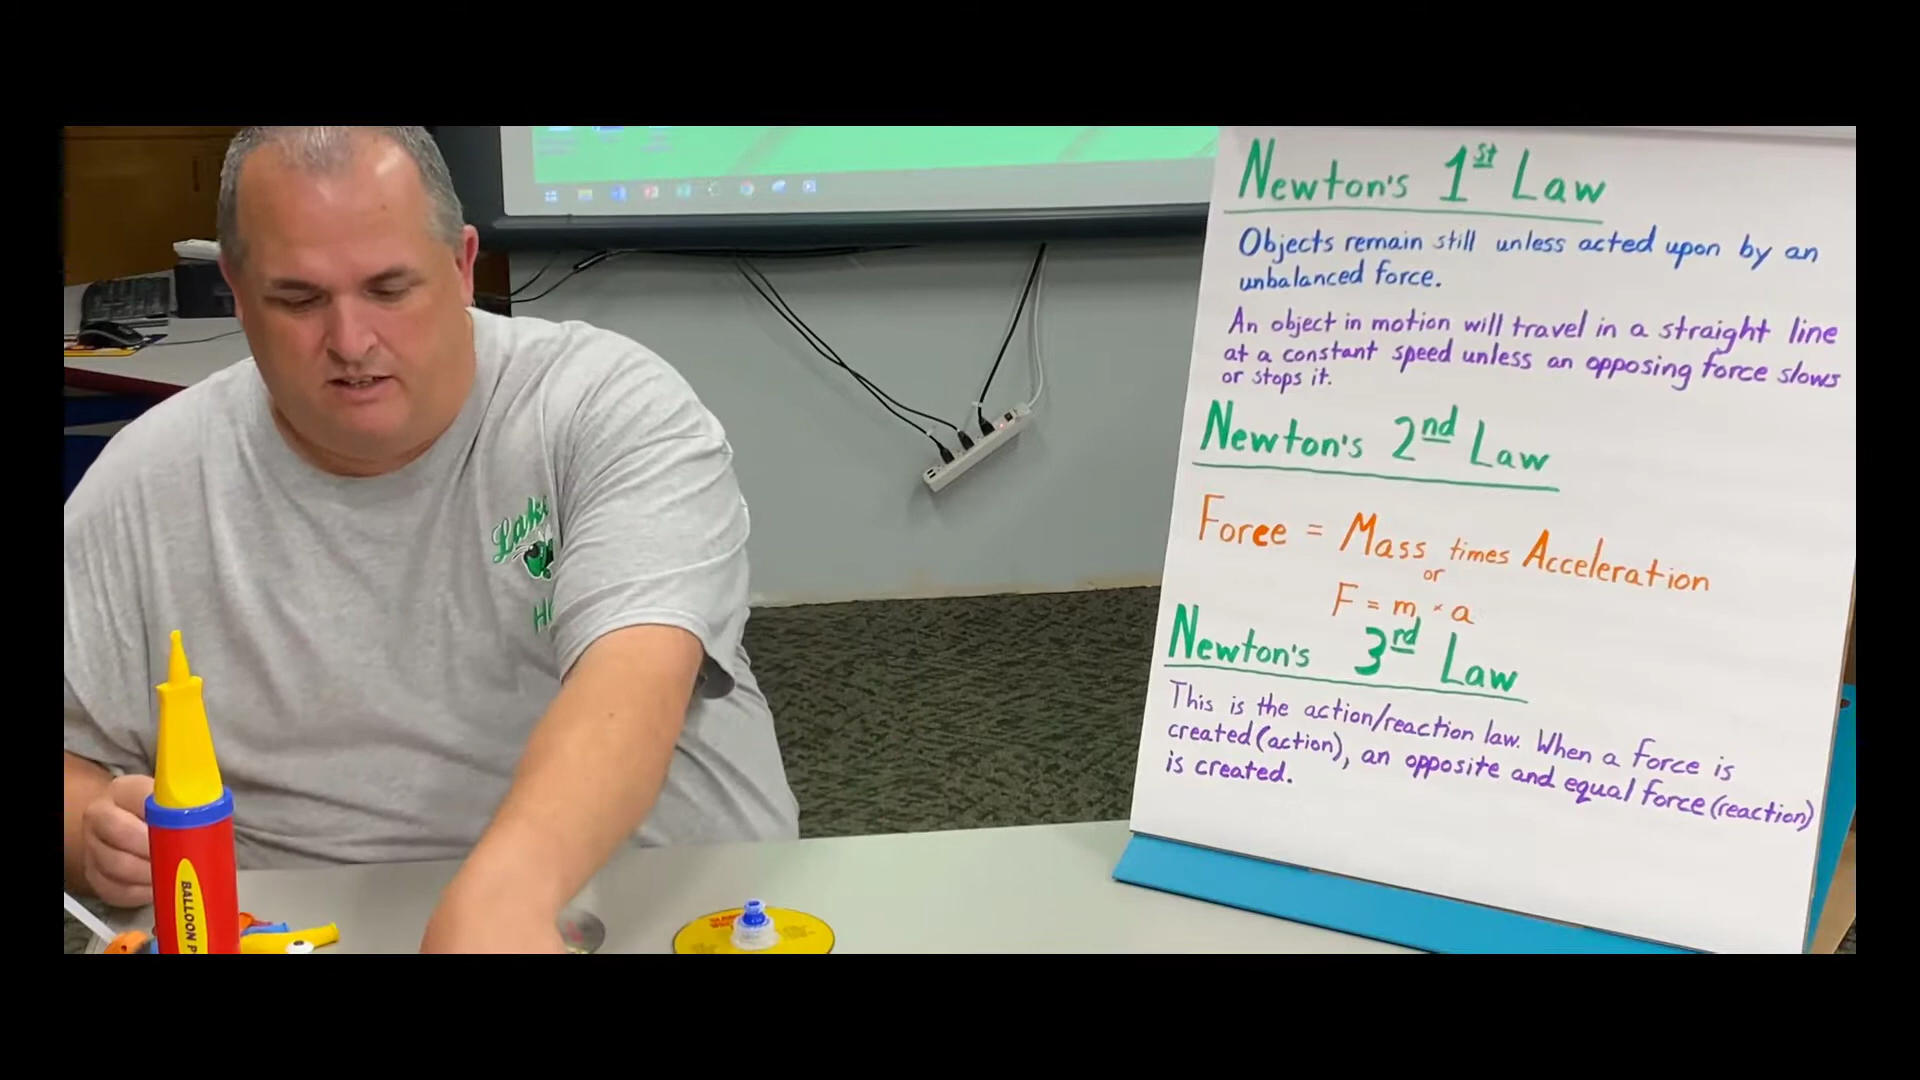 Newton's 1st Law
Objects remain still unless acted upon by an
unbalanced force.
An object in motion will travel in a straight line
at a constant speed unless an opposing force slows
or stops it.
Newton's 2nd Law
Force = Mass times Acceleration
or
F = m × a
Newton's 3rd Law
This is the action/reaction law. When a force is
created (action), an opposite and equal force (reaction)
is created.
BALLOON P